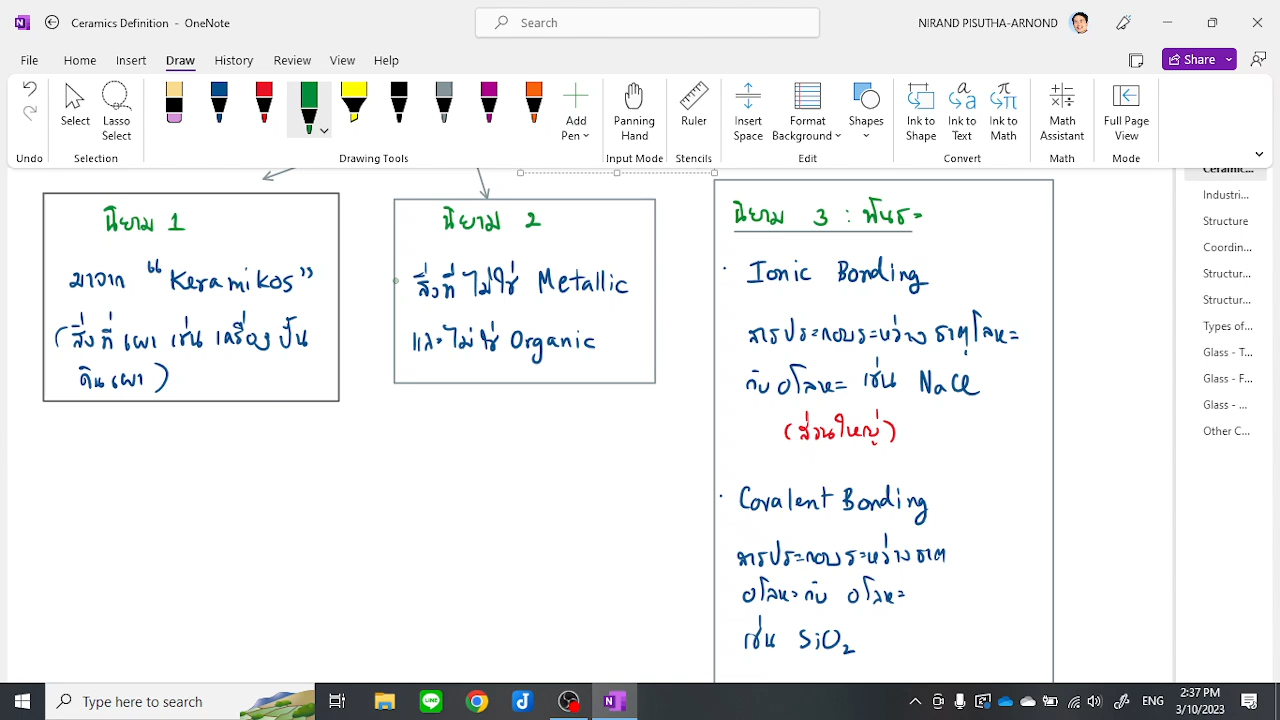 Ceramics Definition - OneNote
Search
NIRAND PISUTHA-ARNOND
File Home Insert Draw History Review View Help
Share
Undo
Select
Lasso Select
Selection
Drawing Tools
Add Pen
Panning Hand
Input Mode
Ruler
Stencils
Insert Space
Format Background
Shapes
Edit
Ink to Shape
Ink to Text
Ink to Math
Convert
Math Assistant
Math
Full Page View
Mode
นิยาม 1
มาจาก "Keramikos"
(สิ่งที่ เผา เช่น เครื่อง ปั้น
ดินเผา)
นิยาม 2
สิ่งที่ ไม่ใช่ Metallic
และไม่ใช่ Organic
นิยาม 3 : พันธะ
· Ionic Bonding
สารประกอบระหว่าง ธาตุโลหะ
กับ อโลหะ เช่น NaCl
(ส่วนใหญ่)
· Covalent Bonding
สารประกอบระหว่าง ธาตุ
อโลหะ กับ อโลหะ
เช่น SiO₂
Ceramic...
Industri...
Structure
Coordin...
Structur...
Structur...
Types of...
Glass - T...
Glass - F...
Glass - ...
Other C...
Type here to search
LINE
ENG
2:37 PM
3/10/2023